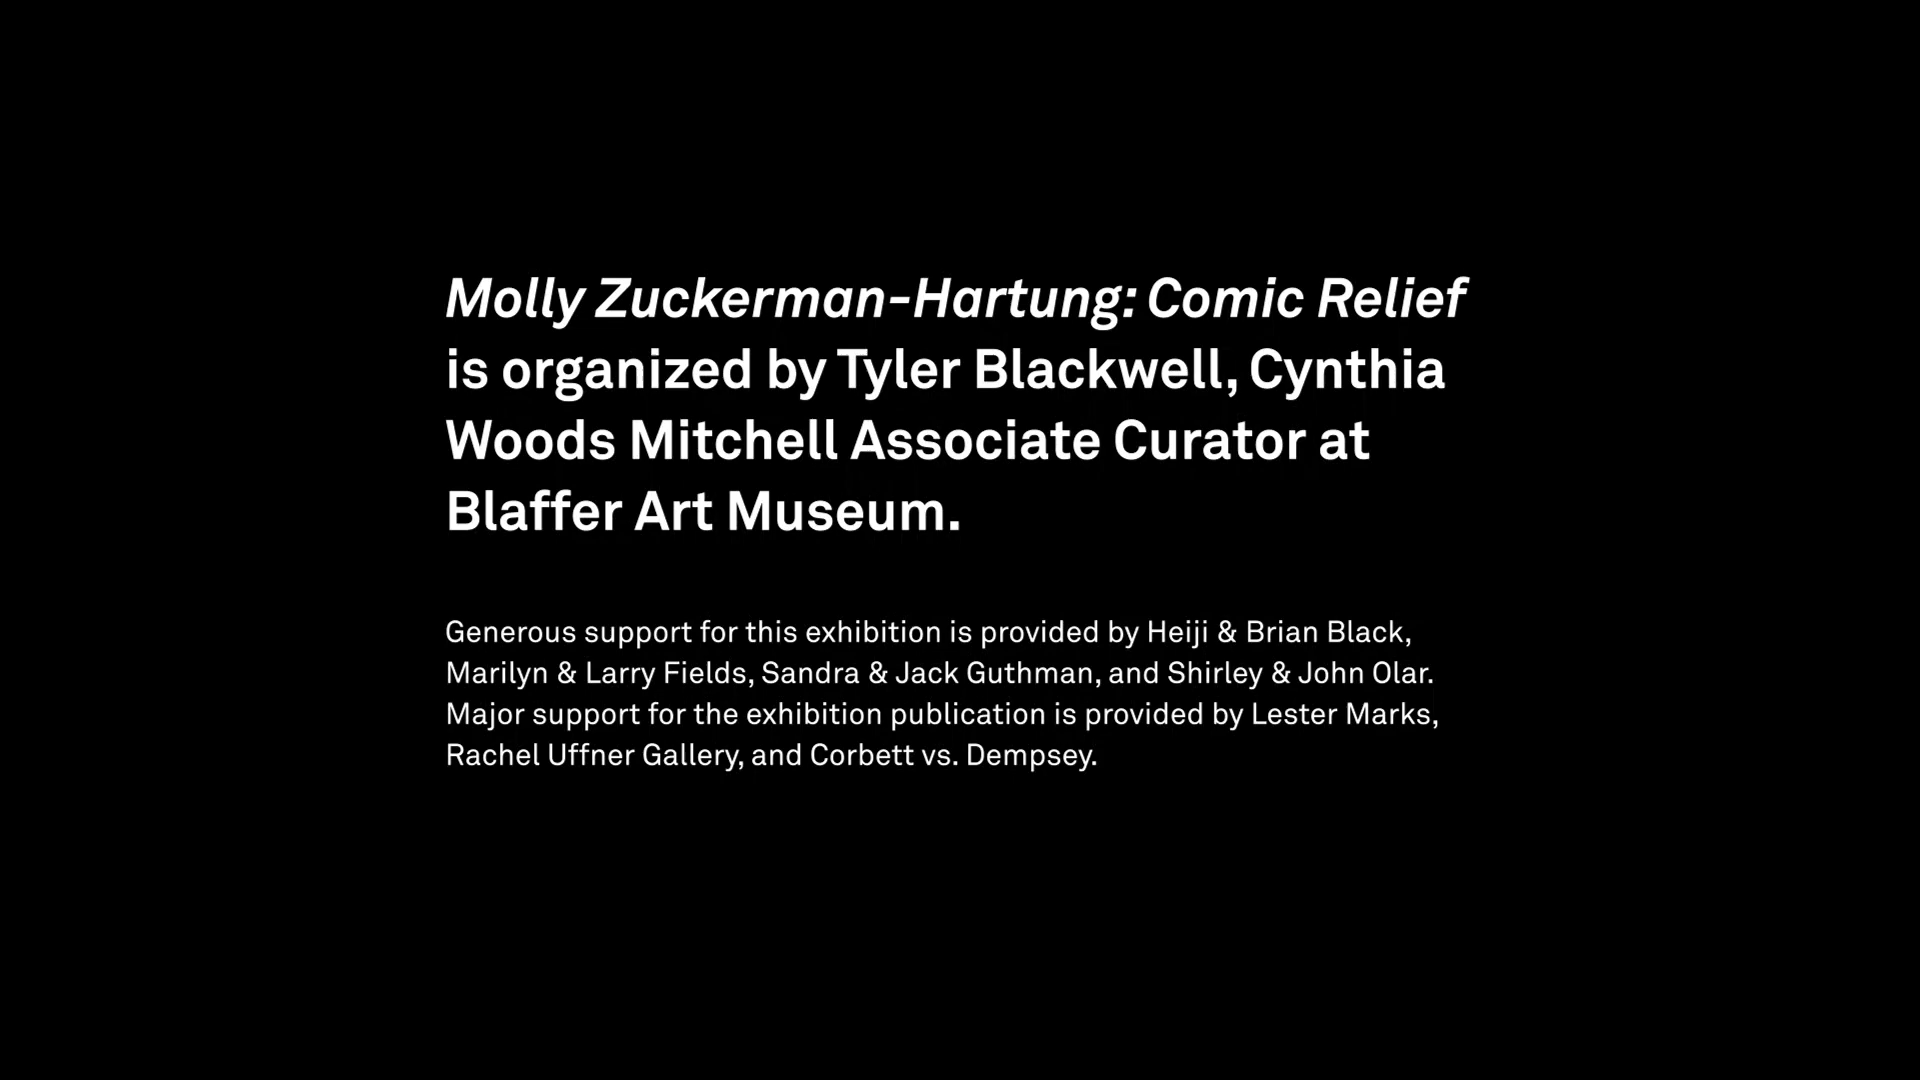 Molly Zuckerman-Hartung: Comic Relief
is organized by Tyler Blackwell, Cynthia
Woods Mitchell Associate Curator at
Blaffer Art Museum.
Generous support for this exhibition is provided by Heiji & Brian Black,
Marilyn & Larry Fields, Sandra & Jack Guthman, and Shirley & John Olar.
Major support for the exhibition publication is provided by Lester Marks,
Rachel Uffner Gallery, and Corbett vs. Dempsey.